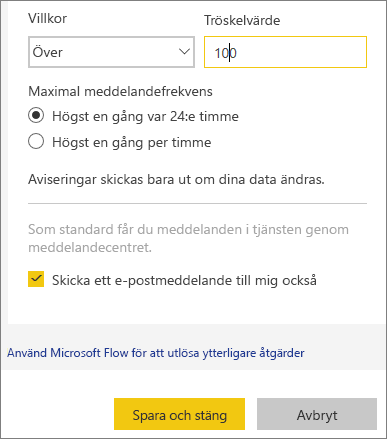 Villkor Tröskelvärde
Över 100
Maximal meddelandefrekvens
Högst en gång var 24:e timme
Högst en gång per timme
Aviseringar skickas bara ut om dina data ändras.
Som standard får du meddelanden i tjänsten genom
meddelandecentret.
Skicka ett e-postmeddelande till mig också
Använd Microsoft Flow för att utlösa ytterligare åtgärder
Spara och stäng Avbryt